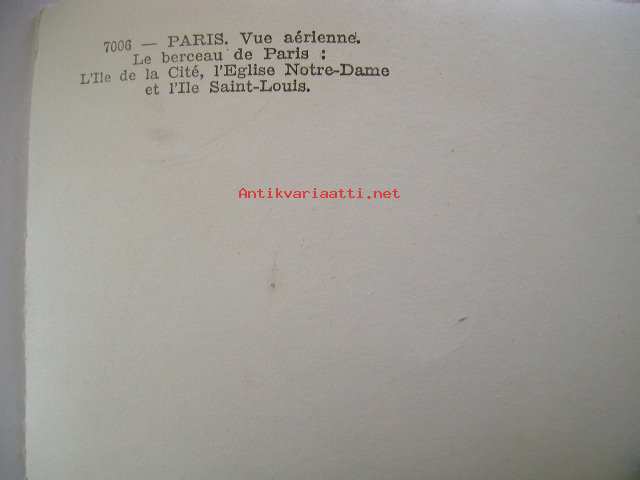 7006 — PARIS. Vue aérienne.
Le berceau de Paris :
L'Ile de la Cité, l'Eglise Notre-Dame
et l'Ile Saint-Louis.
Antikvariaatti.net